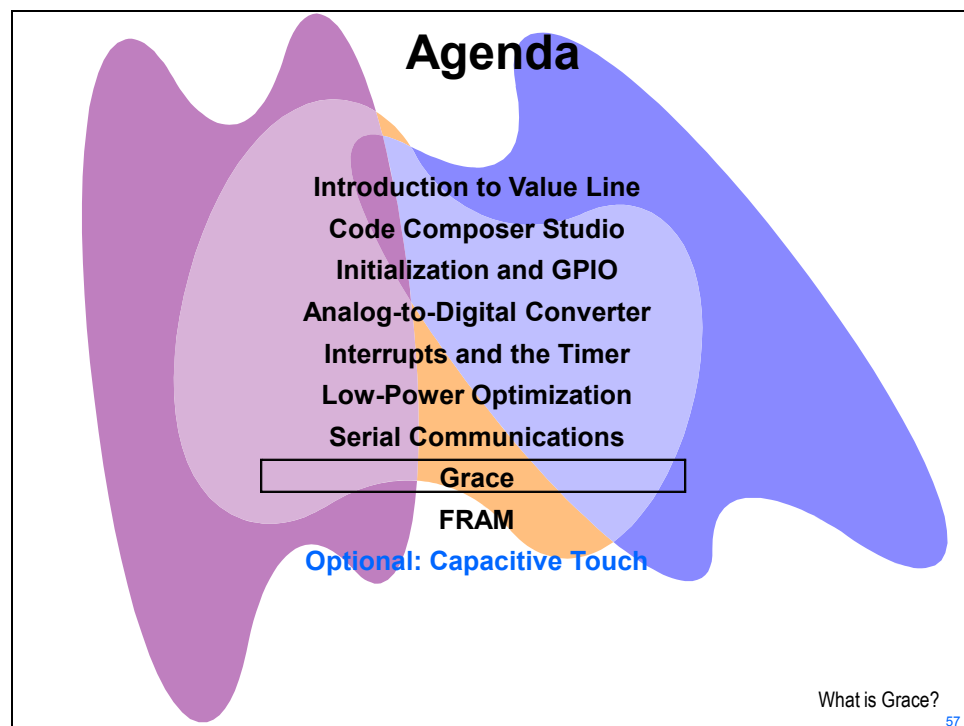 Agenda
Introduction to Value Line
Code Composer Studio
Initialization and GPIO
Analog-to-Digital Converter
Interrupts and the Timer
Low-Power Optimization
Serial Communications
Grace
FRAM
Optional: Capacitive Touch
What is Grace?
57